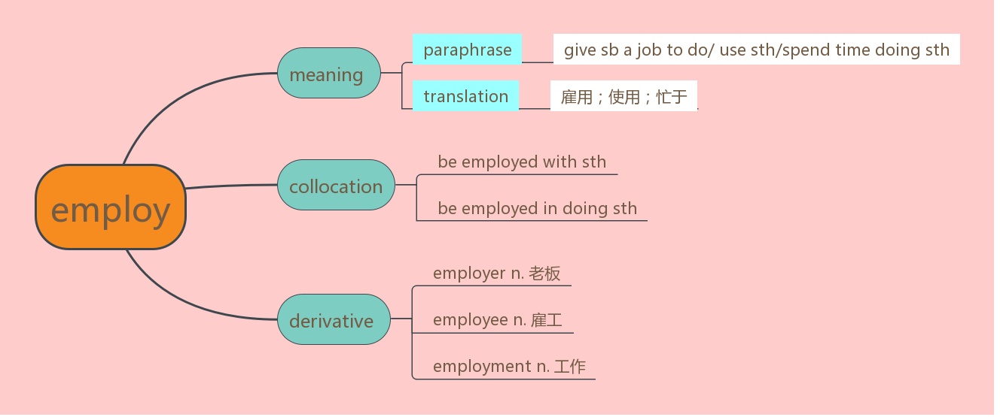 employ
meaning
paraphrase
give sb a job to do/ use sth/spend time doing sth
translation
雇用；使用；忙于
collocation
be employed with sth
be employed in doing sth
derivative
employer n. 老板
employee n. 雇工
employment n. 工作